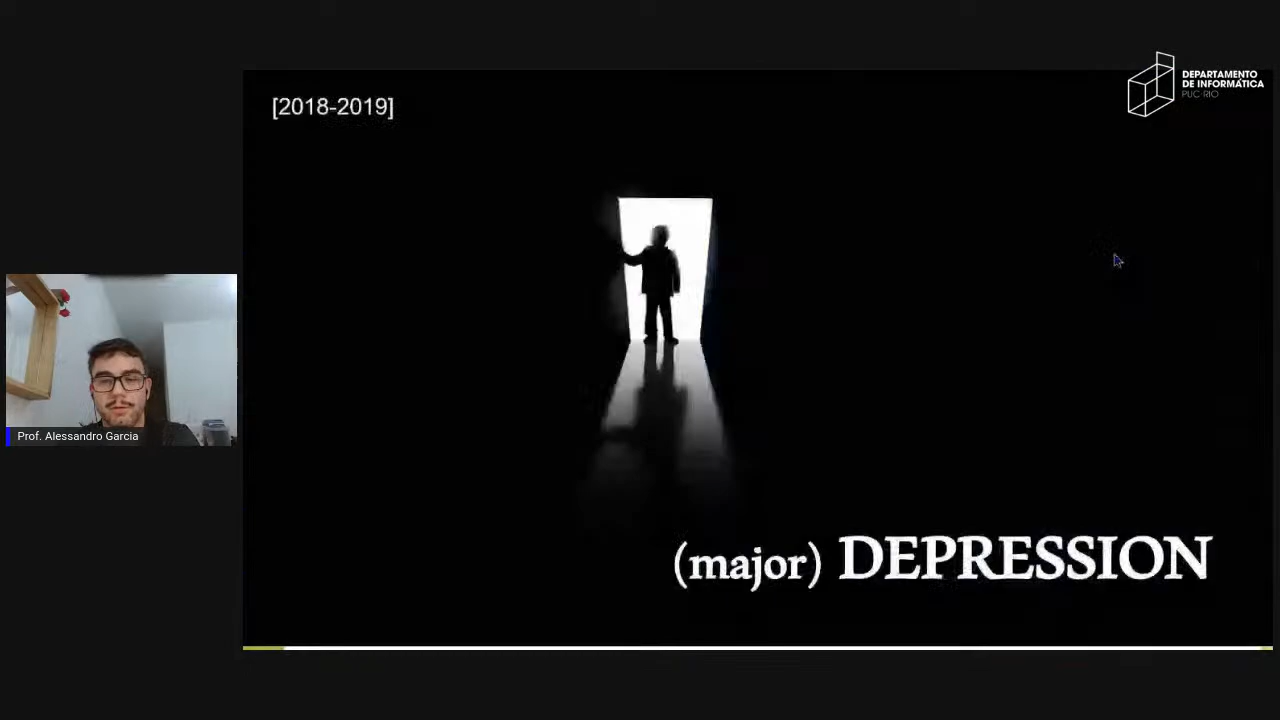 [2018-2019]
DEPARTAMENTO
DE INFORMÁTICA
PUC-RIO
Prof. Alessandro Garcia
(major) DEPRESSION